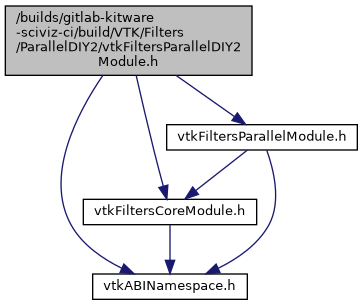 /builds/gitlab-kitware
-sciviz-ci/build/VTK/Filters
/ParallelDIY2/vtkFiltersParallelDIY2
Module.h
vtkFiltersParallelModule.h
vtkFiltersCoreModule.h
vtkABINamespace.h